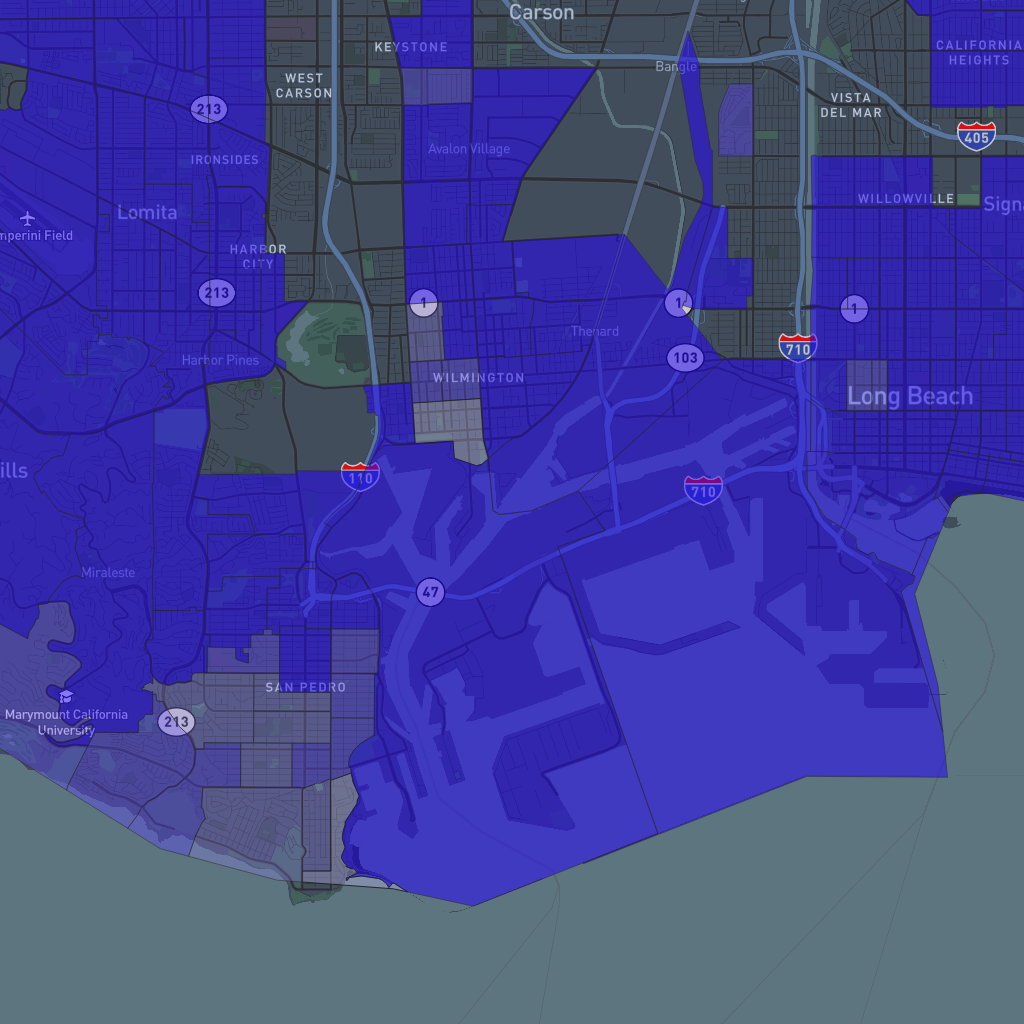 Carson
KEYSTONE
CALIFORNIA
HEIGHTS
Bangle
WEST
CARSON
VISTA
DEL MAR
213
405
Avalon Village
IRONSIDES
WILLOWVILLE
Signa
Lomita
mperini Field
HARBOR
CITY
213
1
1
1
Thenard
710
103
Harbor Pines
WILMINGTON
Long Beach
ills
110
710
Miraleste
47
SAN PEDRO
Marymount California
University
213